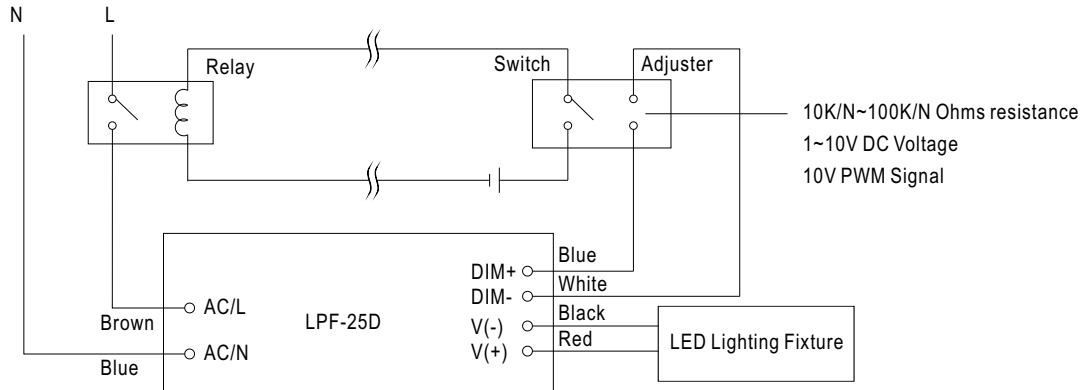 N
L
Relay
Switch
Adjuster
10K/N~100K/N Ohms resistance
1~10V DC Voltage
10V PWM Signal
Blue
DIM+
White
DIM-
Black
V(-)
Red
V(+)
LED Lighting Fixture
LPF-25D
AC/L
Brown
AC/N
Blue